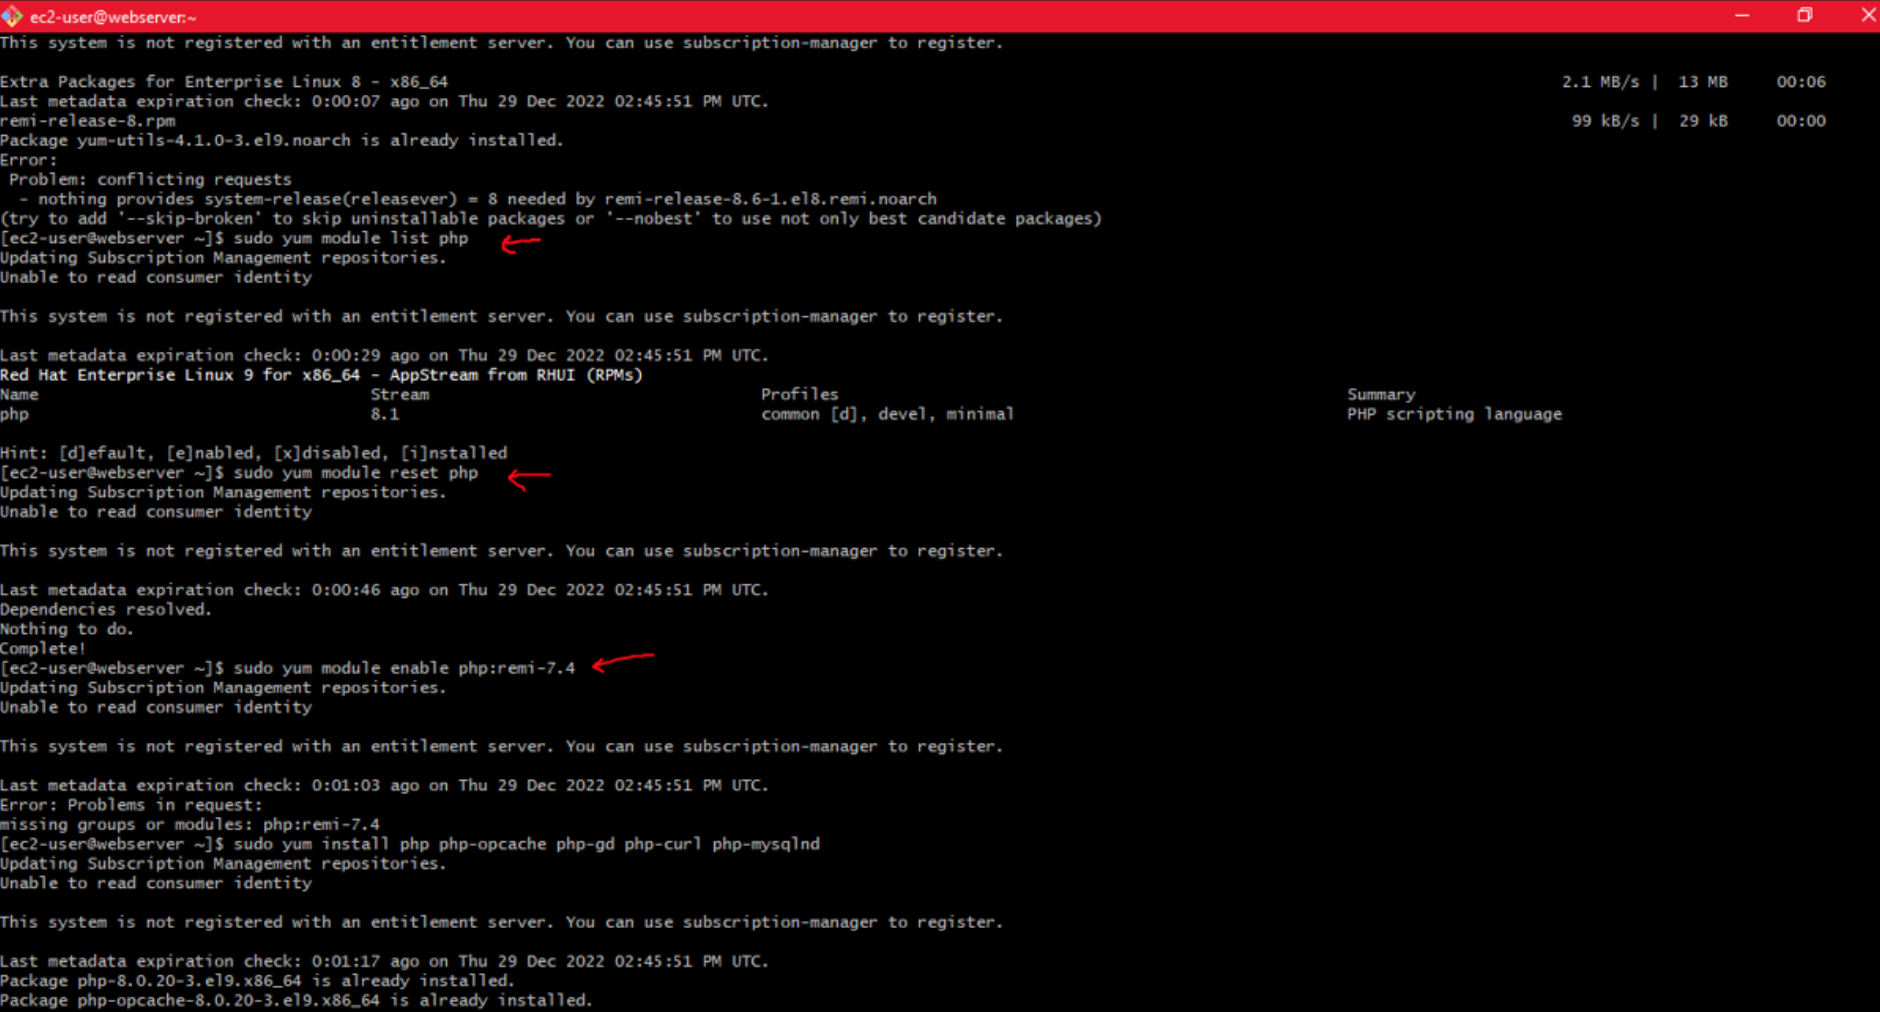 ec2-user@webserver:~
This system is not registered with an entitlement server. You can use subscription-manager to register.
Extra Packages for Enterprise Linux 8 - x86_64 2.1 MB/s | 13 MB 00:06
Last metadata expiration check: 0:00:07 ago on Thu 29 Dec 2022 02:45:51 PM UTC.
remi-release-8.rpm 99 kB/s | 29 kB 00:00
Package yum-utils-4.1.0-3.el9.noarch is already installed.
Error:
Problem: conflicting requests
- nothing provides system-release(releasever) = 8 needed by remi-release-8.6-1.el8.remi.noarch
(try to add '--skip-broken' to skip uninstallable packages or '--nobest' to use not only best candidate packages)
[ec2-user@webserver ~]$ sudo yum module list php
Updating Subscription Management repositories.
Unable to read consumer identity
This system is not registered with an entitlement server. You can use subscription-manager to register.
Last metadata expiration check: 0:00:29 ago on Thu 29 Dec 2022 02:45:51 PM UTC.
Red Hat Enterprise Linux 9 for x86_64 - AppStream from RHUI (RPMs)
Name Stream Profiles Summary
php 8.1 common [d], devel, minimal PHP scripting language
Hint: [d]efault, [e]nabled, [x]disabled, [i]nstalled
[ec2-user@webserver ~]$ sudo yum module reset php
Updating Subscription Management repositories.
Unable to read consumer identity
This system is not registered with an entitlement server. You can use subscription-manager to register.
Last metadata expiration check: 0:00:46 ago on Thu 29 Dec 2022 02:45:51 PM UTC.
Dependencies resolved.
Nothing to do.
Complete!
[ec2-user@webserver ~]$ sudo yum module enable php:remi-7.4
Updating Subscription Management repositories.
Unable to read consumer identity
This system is not registered with an entitlement server. You can use subscription-manager to register.
Last metadata expiration check: 0:01:03 ago on Thu 29 Dec 2022 02:45:51 PM UTC.
Error: Problems in request:
missing groups or modules: php:remi-7.4
[ec2-user@webserver ~]$ sudo yum install php php-opcache php-gd php-curl php-mysqlnd
Updating Subscription Management repositories.
Unable to read consumer identity
This system is not registered with an entitlement server. You can use subscription-manager to register.
Last metadata expiration check: 0:01:17 ago on Thu 29 Dec 2022 02:45:51 PM UTC.
Package php-8.0.20-3.el9.x86_64 is already installed.
Package php-opcache-8.0.20-3.el9.x86_64 is already installed.